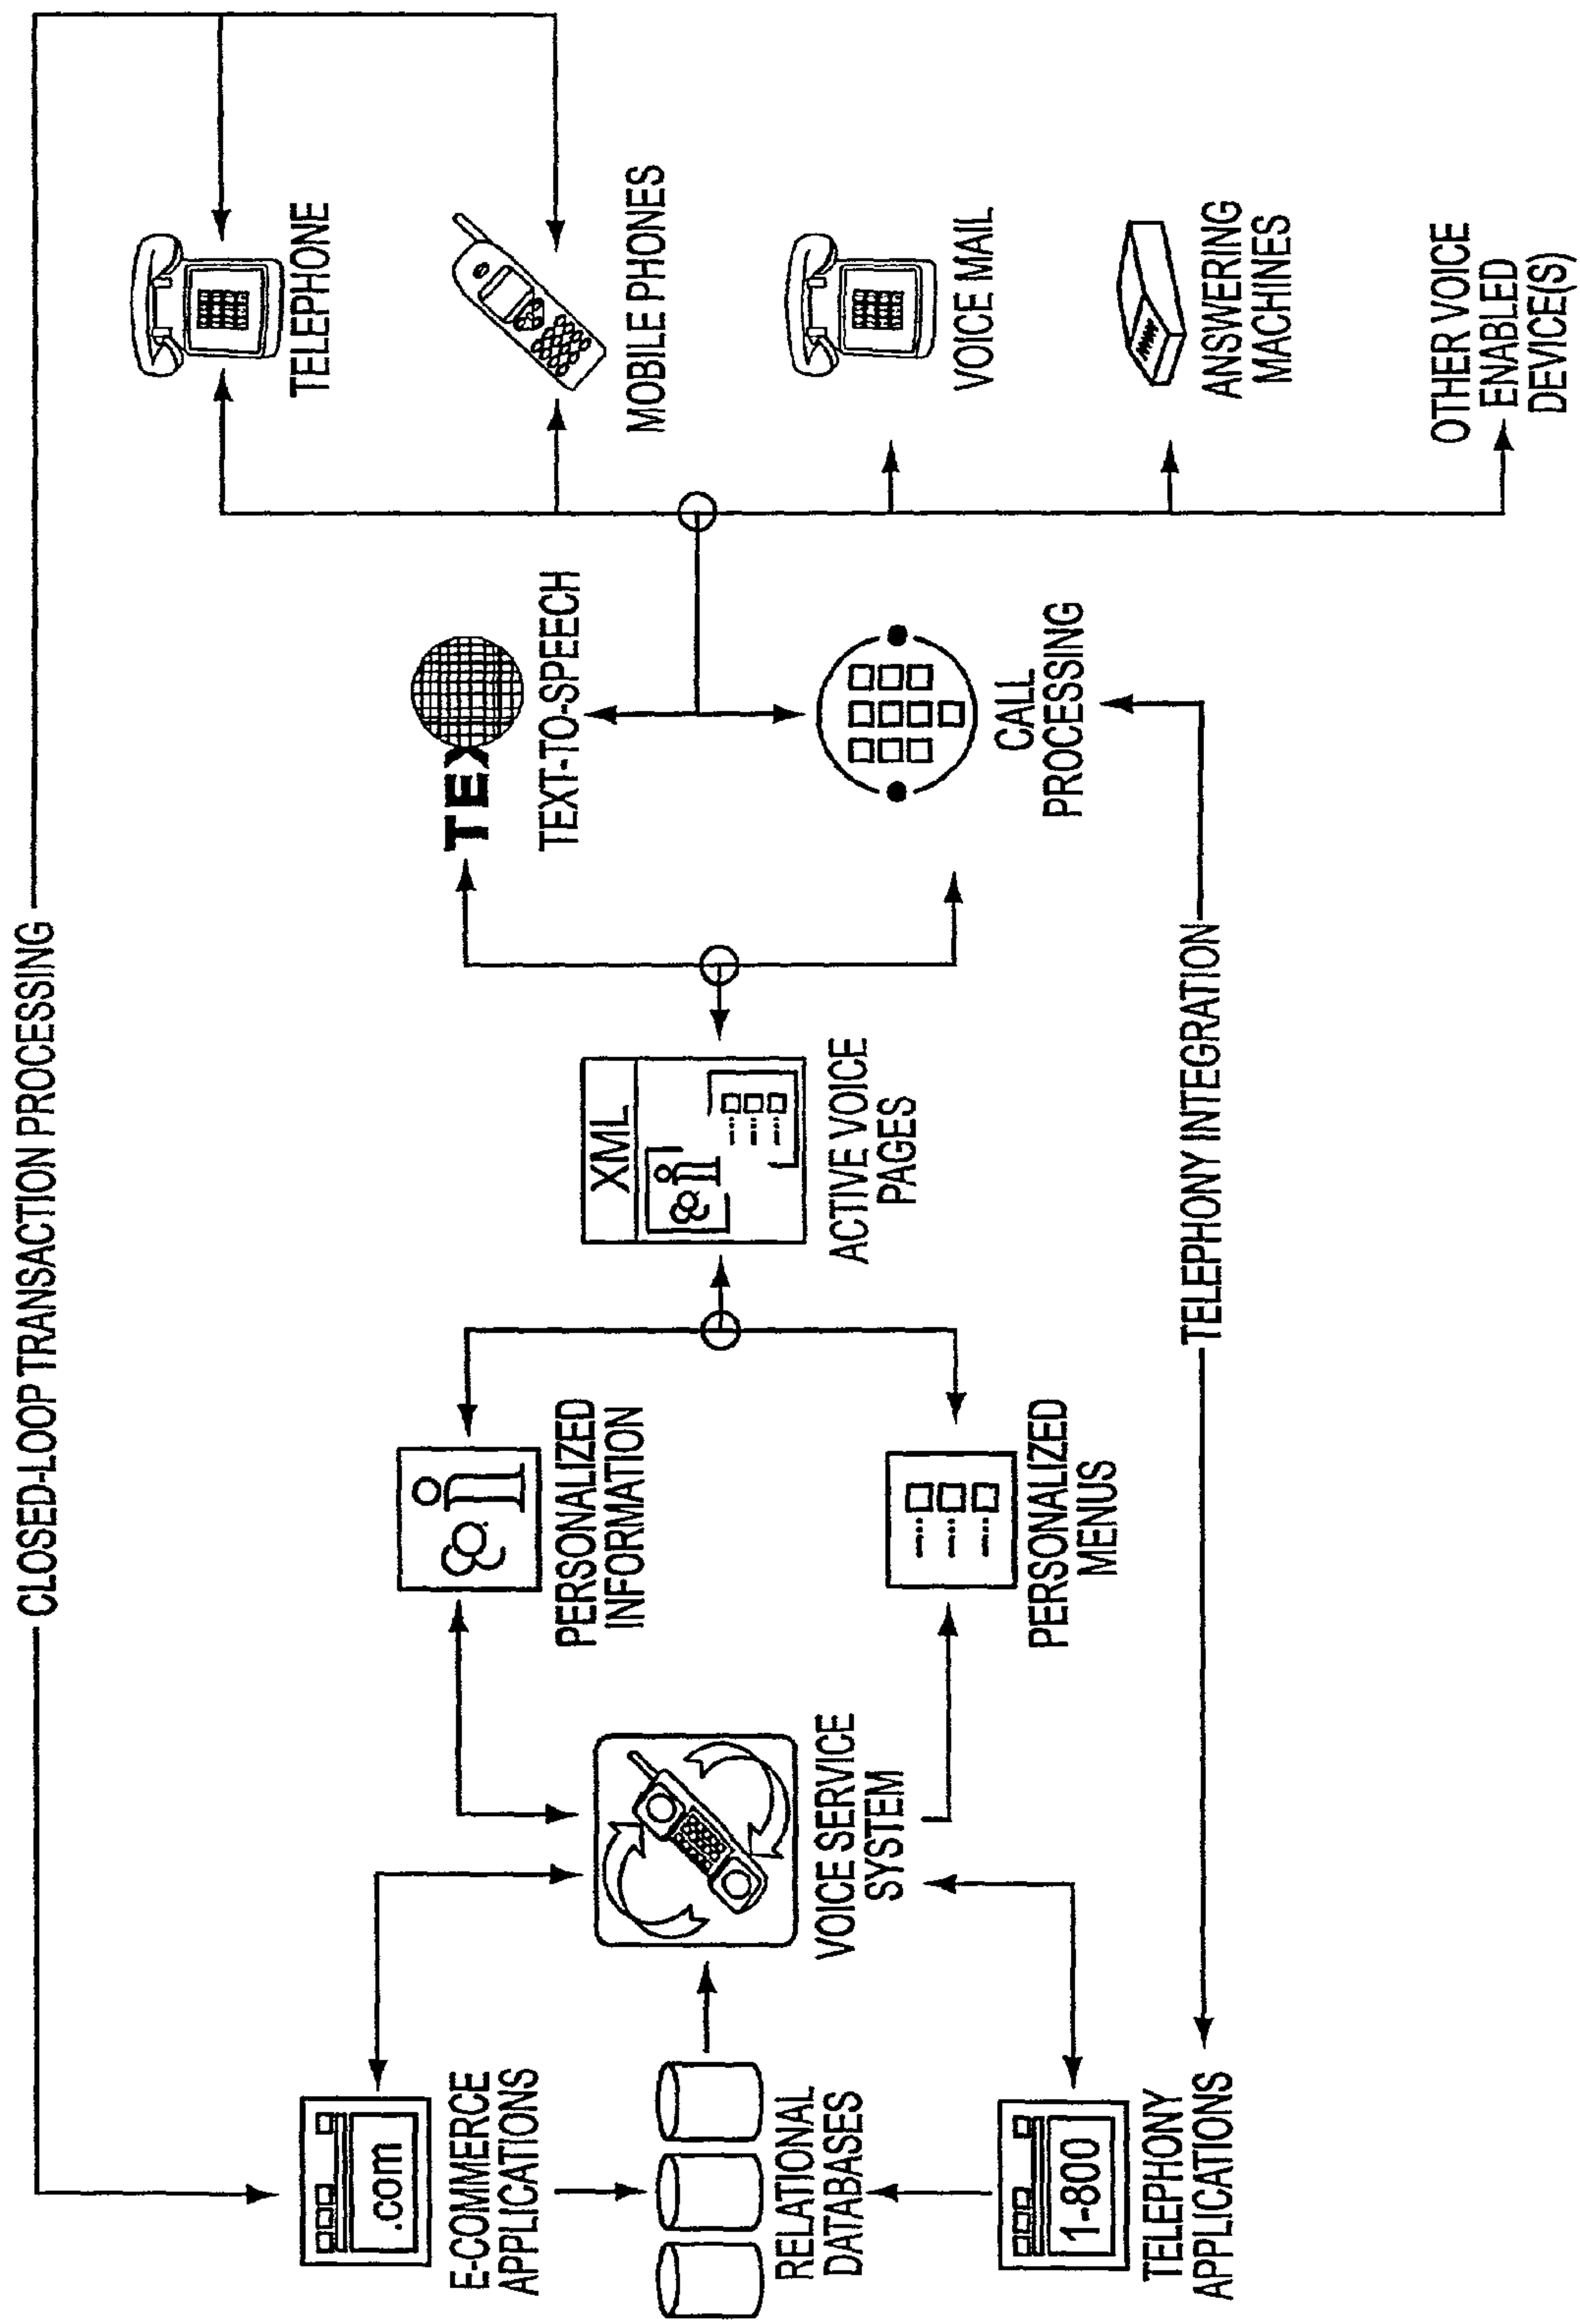 CLOSED-LOOP TRANSACTION PROCESSING
.com
E-COMMERCE
APPLICATIONS
RELATIONAL
DATABASES
1-800
TELEPHONY
APPLICATIONS
VOICE SERVICE
SYSTEM
PERSONALIZED
INFORMATION
PERSONALIZED
MENUS
XML
ACTIVE VOICE
PAGES
TEX
TEXT-TO-SPEECH
CALL
PROCESSING
TELEPHONY INTEGRATION
TELEPHONE
MOBILE PHONES
VOICE MAIL
ANSWERING
MACHINES
OTHER VOICE
ENABLED
DEVICE(S)